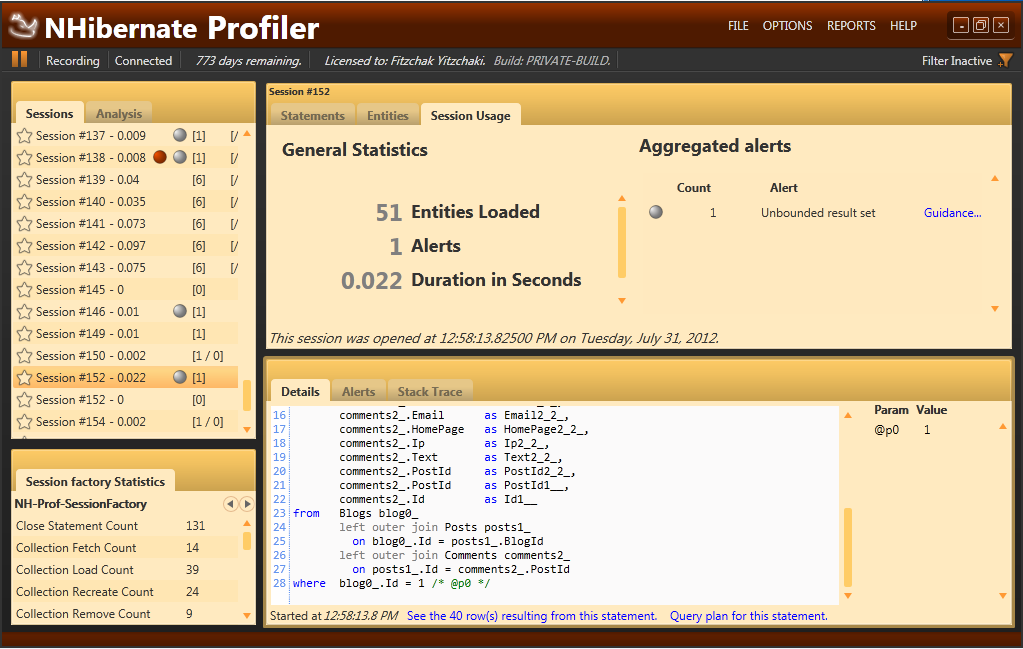 NHibernate Profiler
FILE OPTIONS REPORTS HELP
Recording Connected 773 days remaining. Licensed to: Fitzchak Yitzchaki. Build: PRIVATE-BUILD. Filter Inactive
Sessions Analysis
Session #137 - 0.009 [1] [/
Session #138 - 0.008 [1] [/
Session #139 - 0.04 [6] [/
Session #140 - 0.035 [6] [/
Session #141 - 0.073 [6] [/
Session #142 - 0.097 [6] [/
Session #143 - 0.075 [6] [/
Session #145 - 0 [0]
Session #146 - 0.01 [1]
Session #149 - 0.01 [1]
Session #150 - 0.002 [1 / 0]
Session #152 - 0.022 [1]
Session #152 - 0 [0]
Session #154 - 0.002 [1 / 0]
Session factory Statistics
NH-Prof-SessionFactory
Close Statement Count 131
Collection Fetch Count 14
Collection Load Count 39
Collection Recreate Count 24
Collection Remove Count 9
Session #152
Statements Entities Session Usage
General Statistics
51 Entities Loaded
1 Alerts
0.022 Duration in Seconds
Aggregated alerts
Count Alert
1 Unbounded result set Guidance...
This session was opened at 12:58:13.82500 PM on Tuesday, July 31, 2012.
Details Alerts Stack Trace
16 comments2_.Email as Email2_2_,
17 comments2_.HomePage as HomePage2_2_,
18 comments2_.Ip as Ip2_2_,
19 comments2_.Text as Text2_2_,
20 comments2_.PostId as PostId2_2_,
21 comments2_.PostId as PostId1__,
22 comments2_.Id as Id1__
23 from Blogs blog0_
24 left outer join Posts posts1_
25 on blog0_.Id = posts1_.BlogId
26 left outer join Comments comments2_
27 on posts1_.Id = comments2_.PostId
28 where blog0_.Id = 1 /* @p0 */
Param Value
@p0 1
Started at 12:58:13.8 PM See the 40 row(s) resulting from this statement. Query plan for this statement.